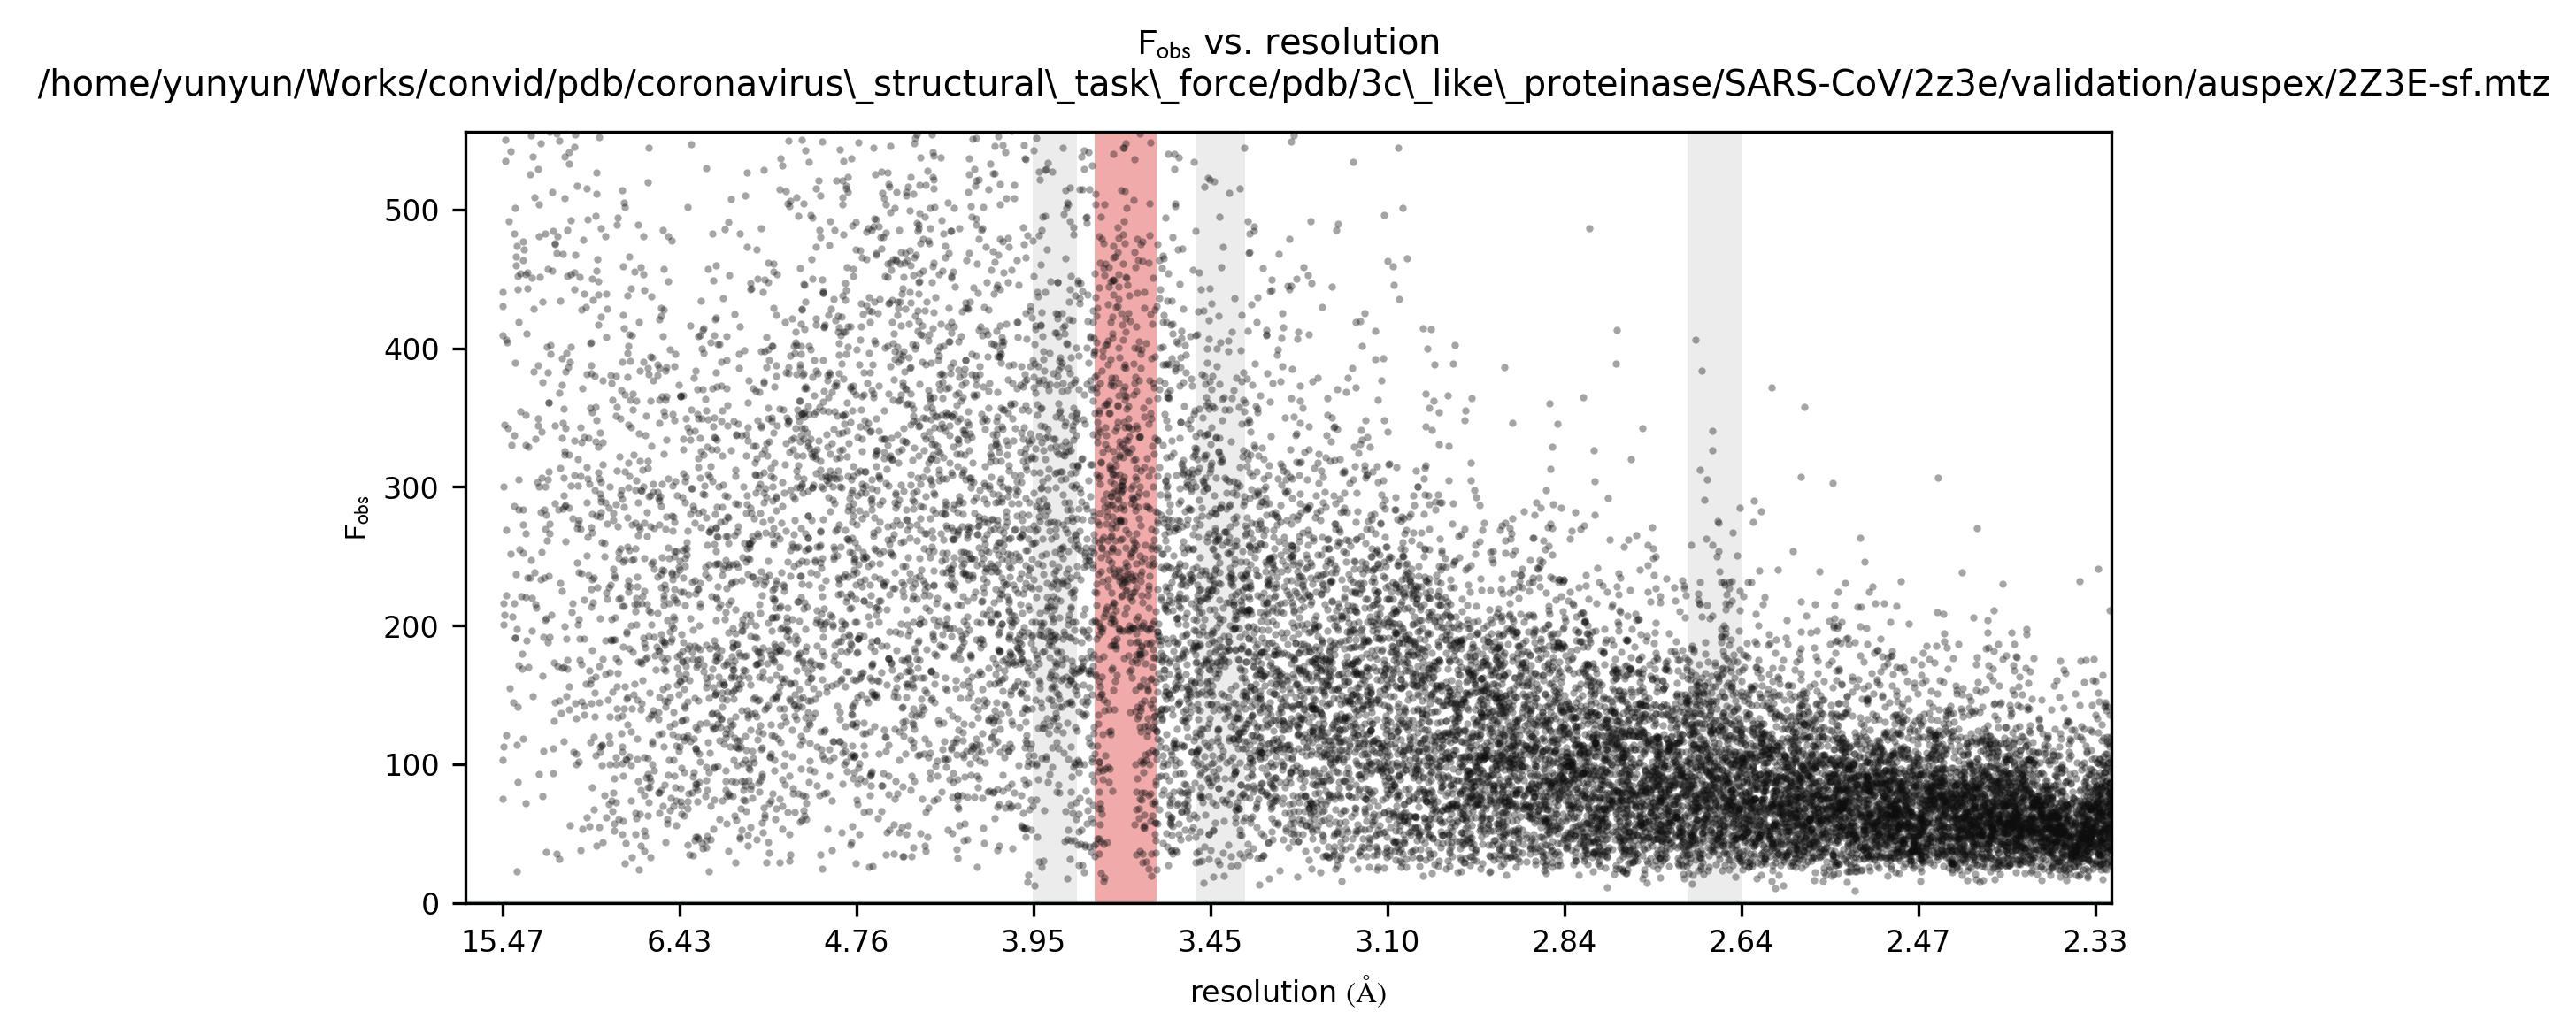 Fobs vs. resolution
/home/yunyun/Works/convid/pdb/coronavirus\_structural\_task\_force/pdb/3c\_like\_proteinase/SARS-CoV/2z3e/validation/auspex/2Z3E-sf.mtz
Fobs
500
400
300
200
100
0
15.47 6.43 4.76 3.95 3.45 3.10 2.84 2.64 2.47 2.33
resolution (Å)